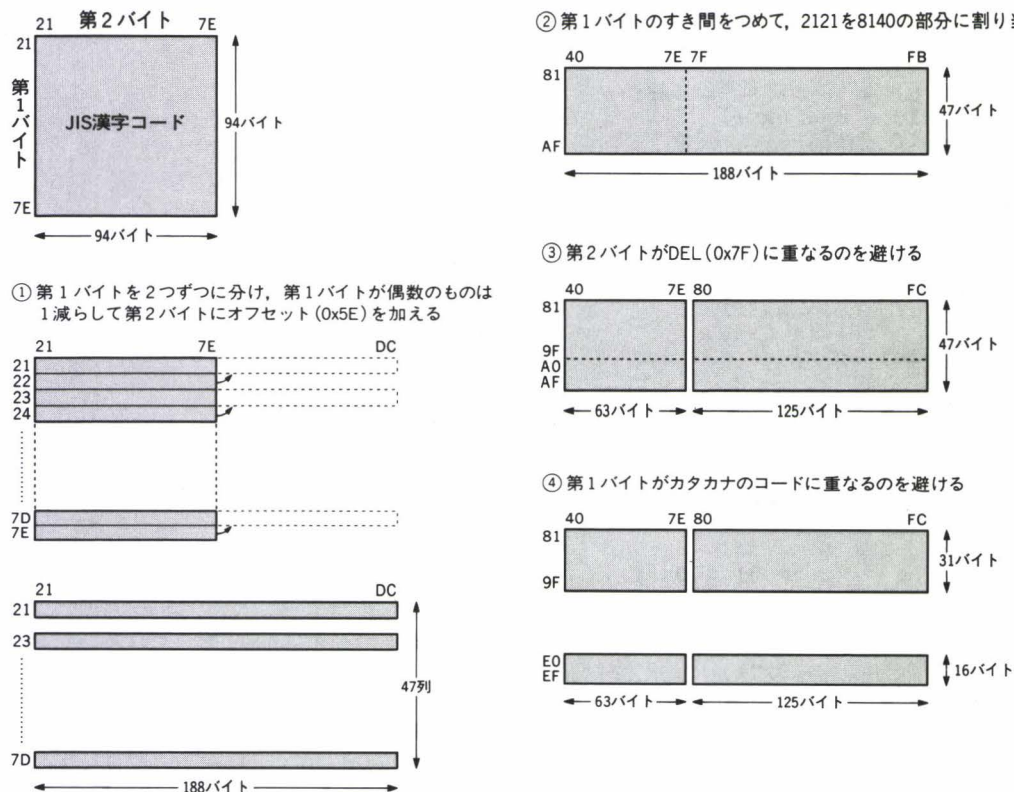 第2バイト
21 7E
21
第1バイト
JIS漢字コード
94バイト
7E
94バイト
①第1バイトを2つずつに分け，第1バイトが偶数のものは
1減らして第2バイトにオフセット(0x5E)を加える
21 7E DC
21
22
23
24
7D
7E
21 DC
21
23
47列
7D
188バイト
②第1バイトのすき間をつめて，2121を8140の部分に割り
40 7E 7F FB
81
47バイト
AF
188バイト
③第2バイトがDEL(0x7F)に重なるのを避ける
40 7E 80 FC
81
47バイト
9F
A0
AF
63バイト 125バイト
④第1バイトがカタカナのコードに重なるのを避ける
40 7E 80 FC
81
31バイト
9F
E0
EF
16バイト
63バイト 125バイト